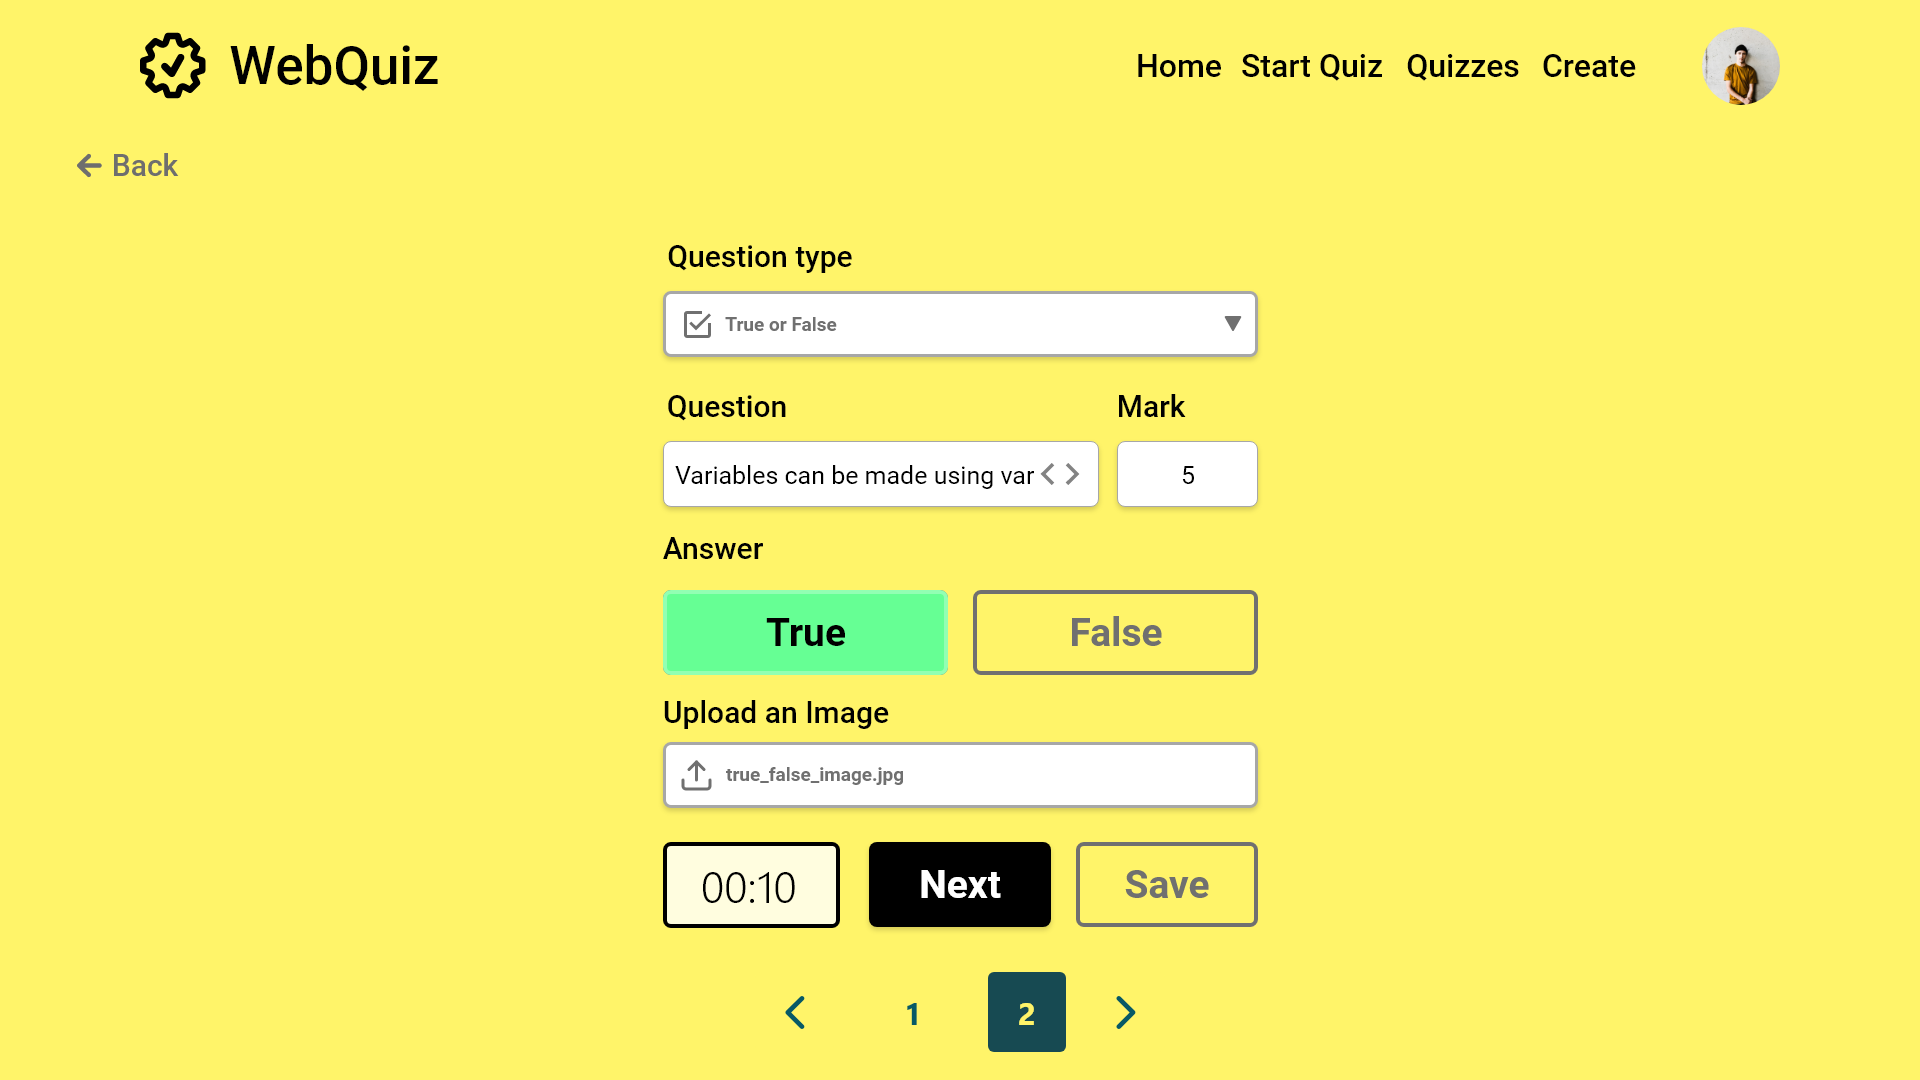 WebQuiz
Home Start Quiz Quizzes Create
Back
Question type
True or False
Question Mark
Variables can be made using var 5
Answer
True False
Upload an Image
true_false_image.jpg
00:10 Next Save
1 2